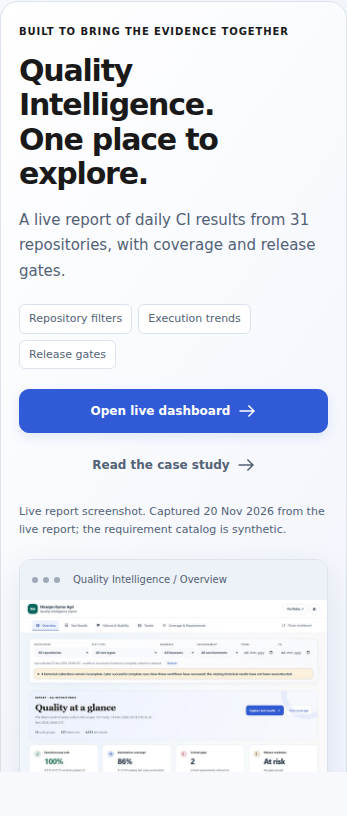 BUILT TO BRING THE EVIDENCE TOGETHER
Quality
Intelligence.
One place to
explore.
A live report of daily CI results from 31
repositories, with coverage and release
gates.
Repository filters
Execution trends
Release gates
Open live dashboard
Read the case study
Live report screenshot. Captured 20 Nov 2026 from the
live report; the requirement catalog is synthetic.
Quality Intelligence / Overview
Overview
Quality at a glance
100%
86%
2
At risk